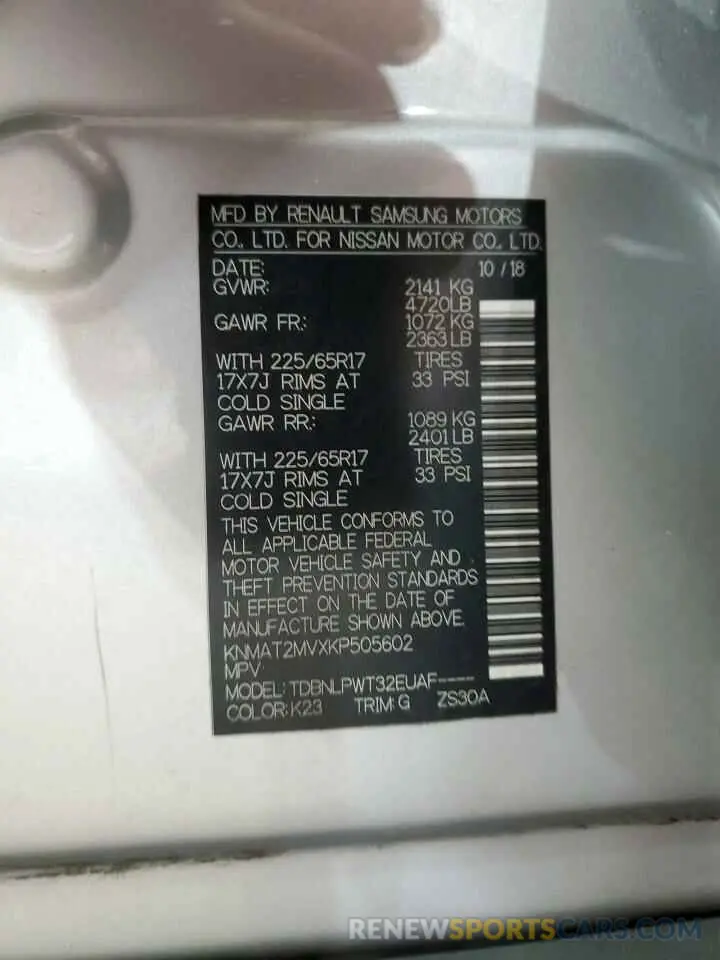 MFD BY RENAULT SAMSUNG MOTORS
CO., LTD. FOR NISSAN MOTOR CO., LTD.
DATE: 10 / 18
GVWR: 2141 KG
4720LB
GAWR FR: 1072 KG
2363 LB
WITH 225/65R17 TIRES
17X7J RIMS AT 33 PSI
COLD SINGLE
GAWR RR: 1089 KG
2401 LB
WITH 225/65R17 TIRES
17X7J RIMS AT 33 PSI
COLD SINGLE
THIS VEHICLE CONFORMS TO
ALL APPLICABLE FEDERAL
MOTOR VEHICLE SAFETY AND
THEFT PREVENTION STANDARDS
IN EFFECT ON THE DATE OF
MANUFACTURE SHOWN ABOVE.
KNMAT2MVXKP505602
MPV
MODEL: TDBNLPWT32EUAF----
COLOR: K23 TRIM: G ZS30A
RENEWSPORTSCARS.COM